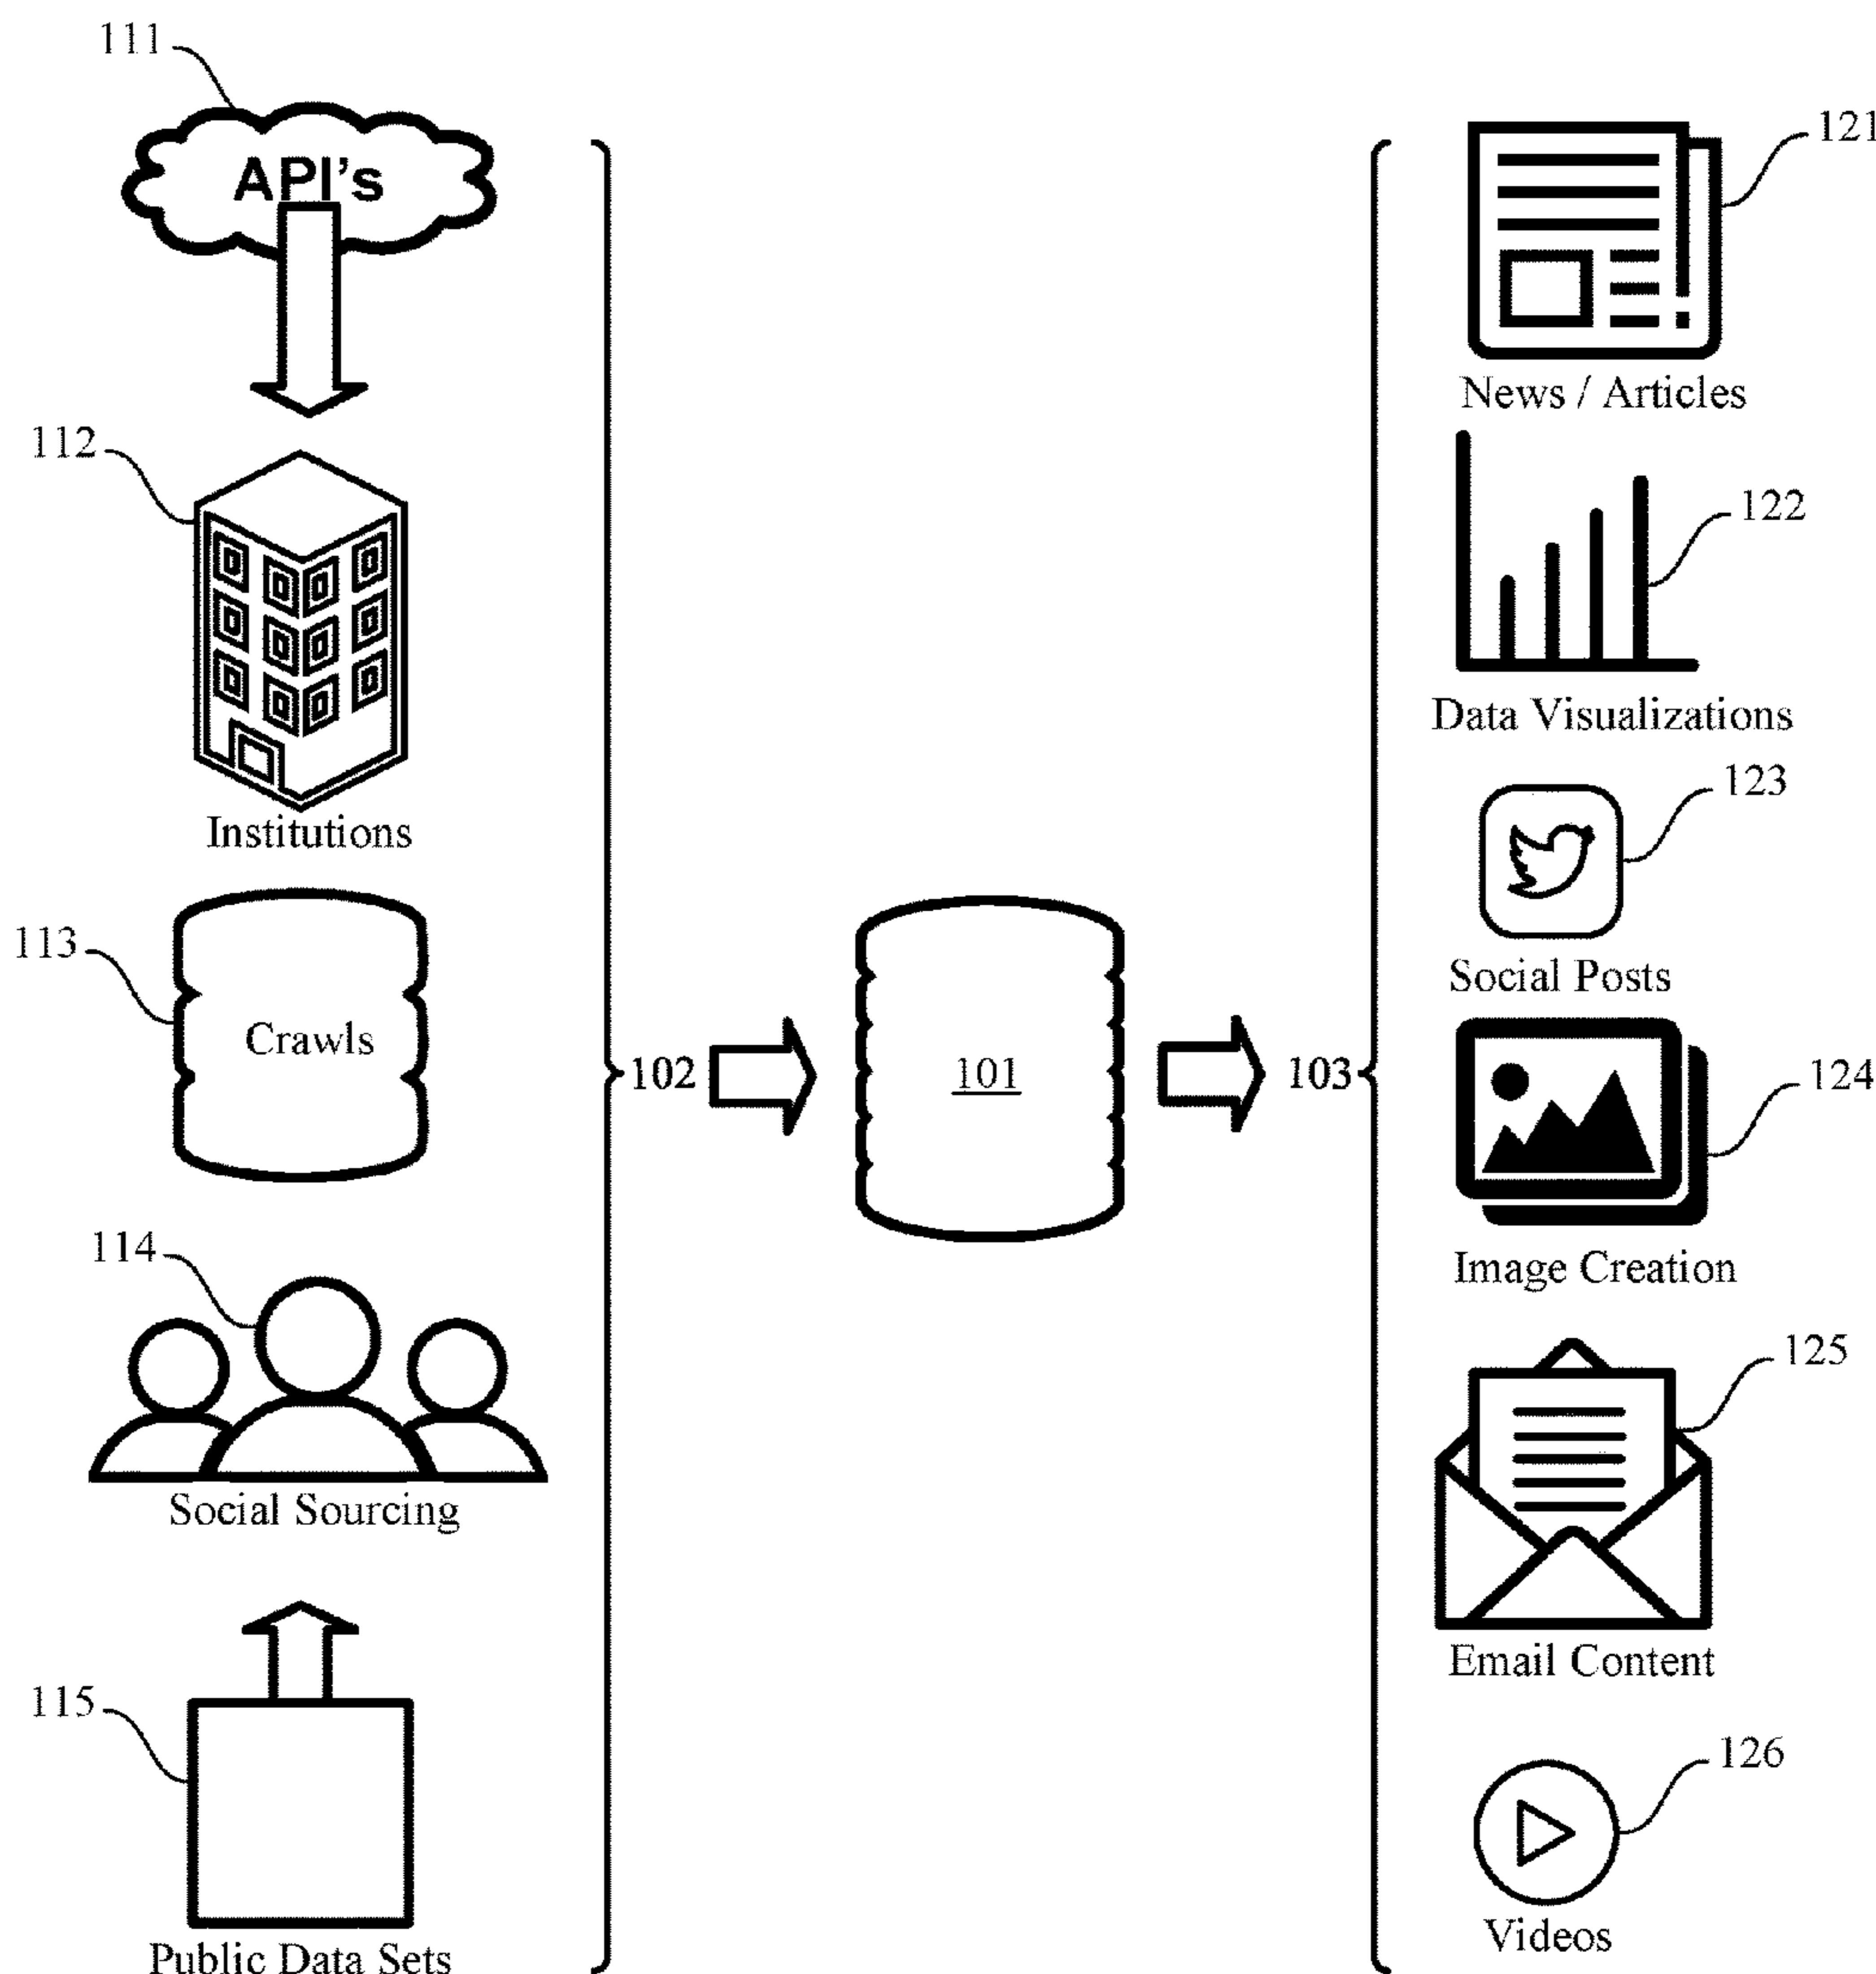 111
API's
112
Institutions
113
Crawls
114
Social Sourcing
115
Public Data Sets
102
101
103
121
News / Articles
122
Data Visualizations
123
Social Posts
124
Image Creation
125
Email Content
126
Videos